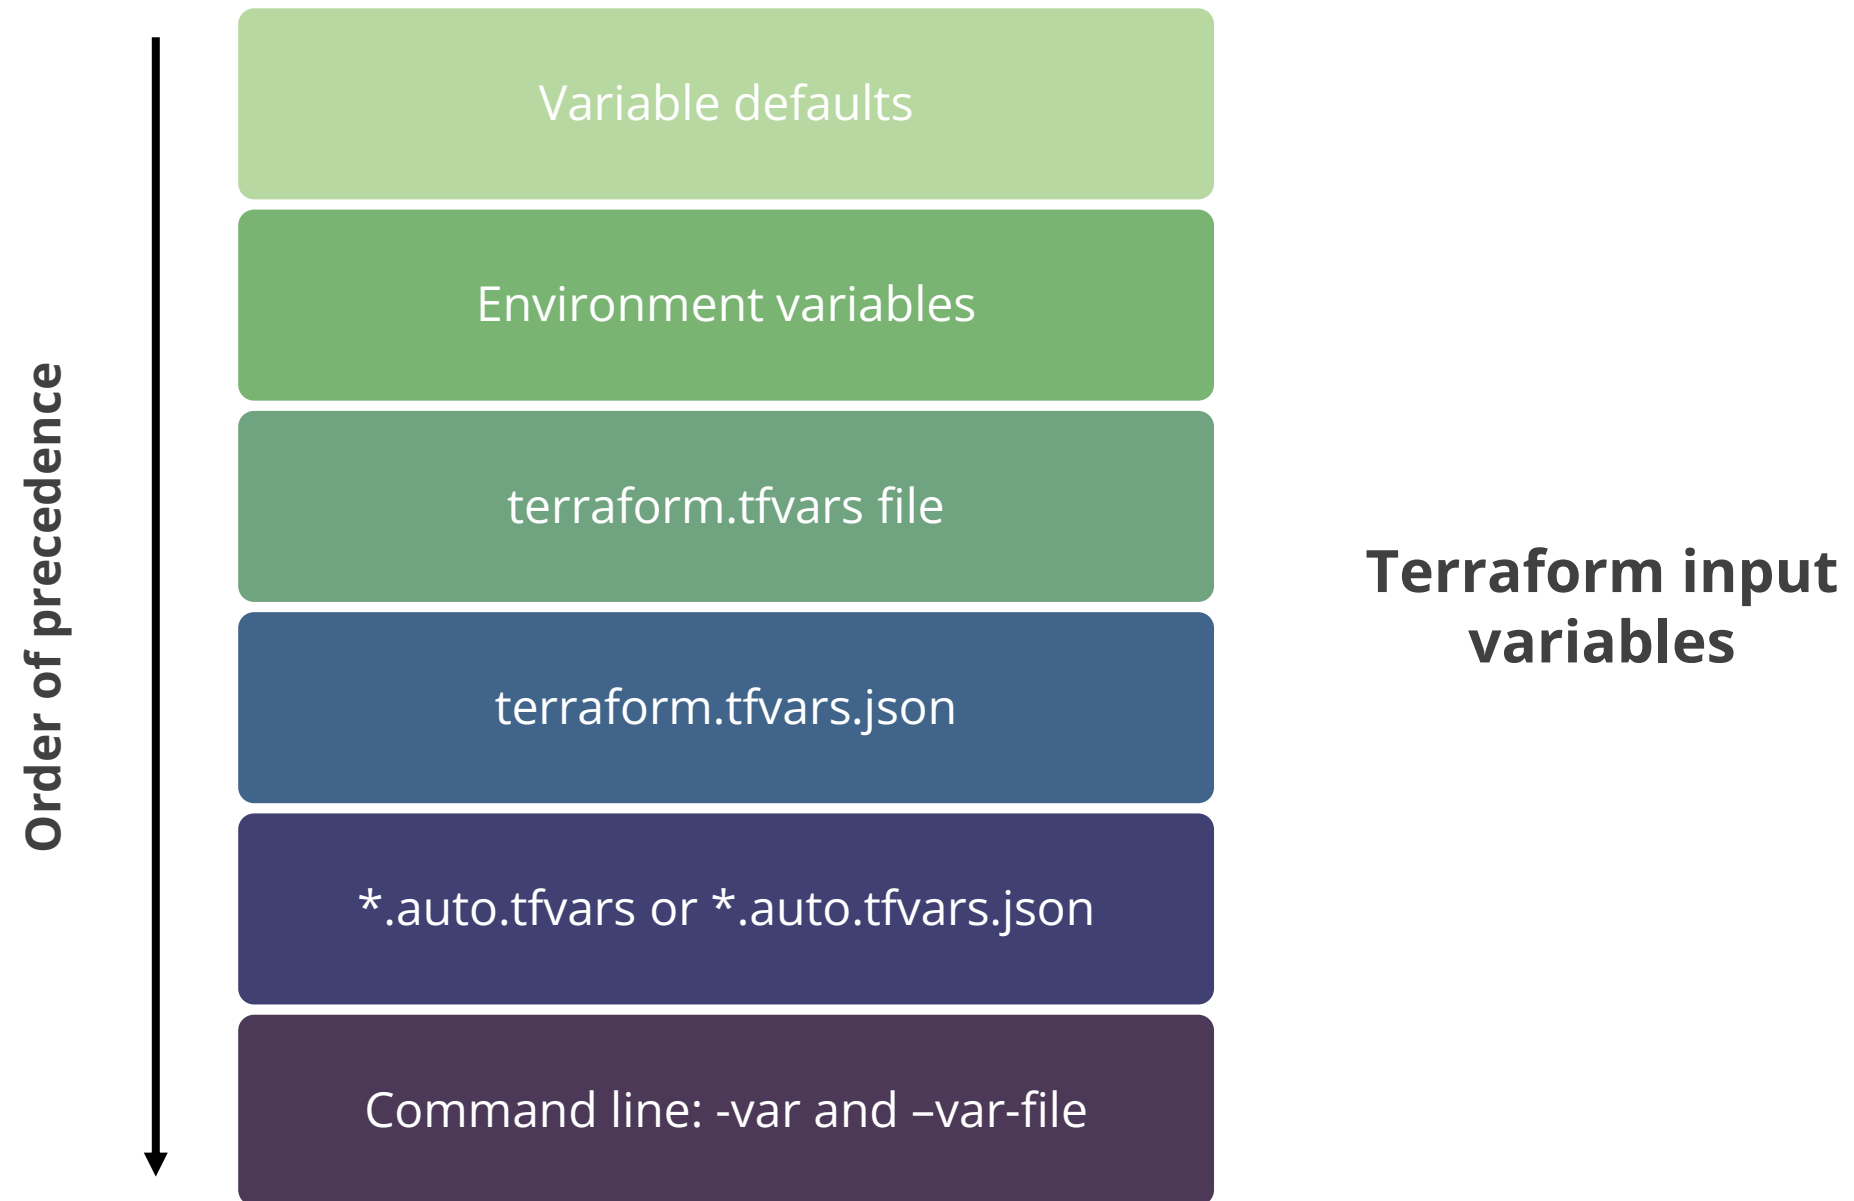 Order of precedence
Variable defaults
Environment variables
terraform.tfvars file
terraform.tfvars.json
*.auto.tfvars or *.auto.tfvars.json
Command line: -var and –var-file
Terraform input
variables